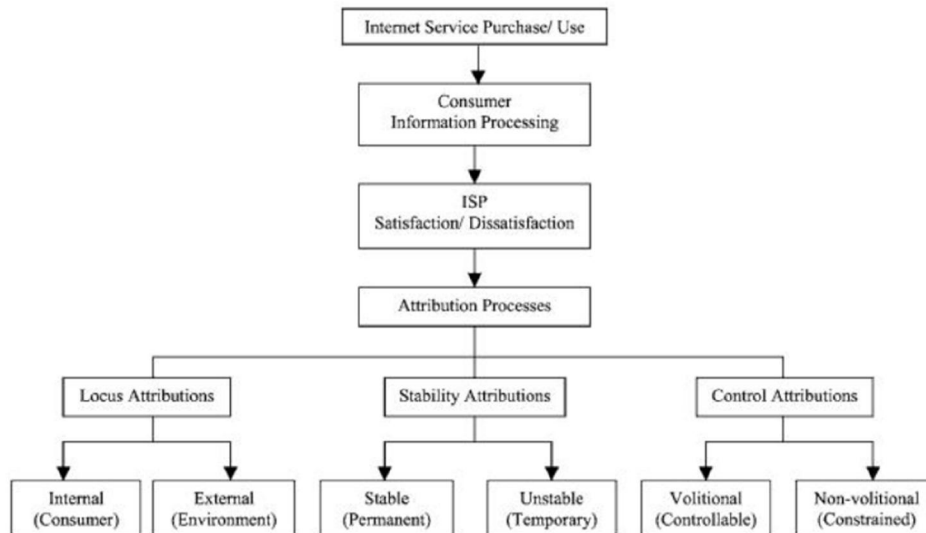 Internet Service Purchase/ Use
Consumer
Information Processing
ISP
Satisfaction/ Dissatisfaction
Attribution Processes
Locus Attributions
Stability Attributions
Control Attributions
Internal
(Consumer)
External
(Environment)
Stable
(Permanent)
Unstable
(Temporary)
Volitional
(Controllable)
Non-volitional
(Constrained)